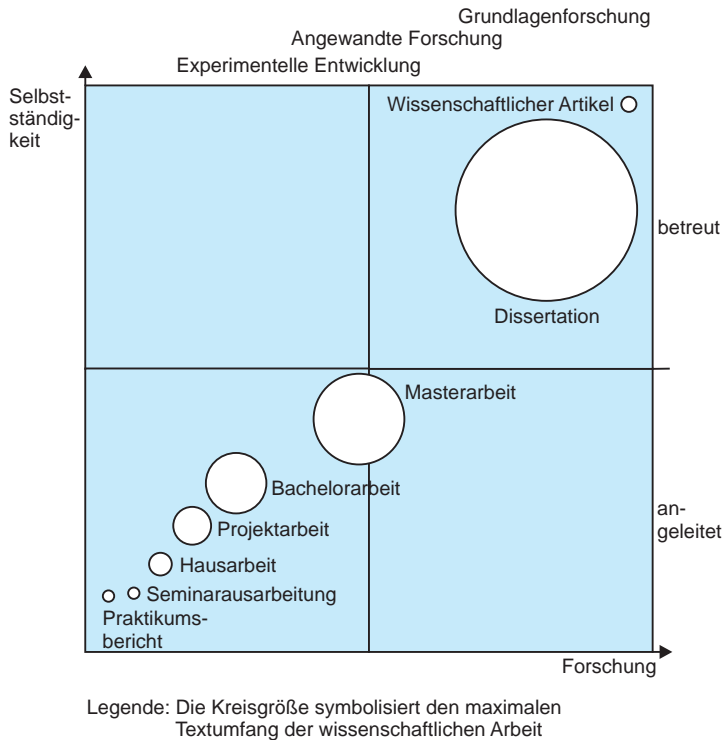 Grundlagenforschung
Angewandte Forschung
Experimentelle Entwicklung
Selbst-
ständig-
keit
Wissenschaftlicher Artikel
betreut
Dissertation
Masterarbeit
Bachelorarbeit
an-
geleitet
Projektarbeit
Hausarbeit
Seminarausarbeitung
Praktikums-
bericht
Forschung
Legende: Die Kreisgröße symbolisiert den maximalen
Textumfang der wissenschaftlichen Arbeit